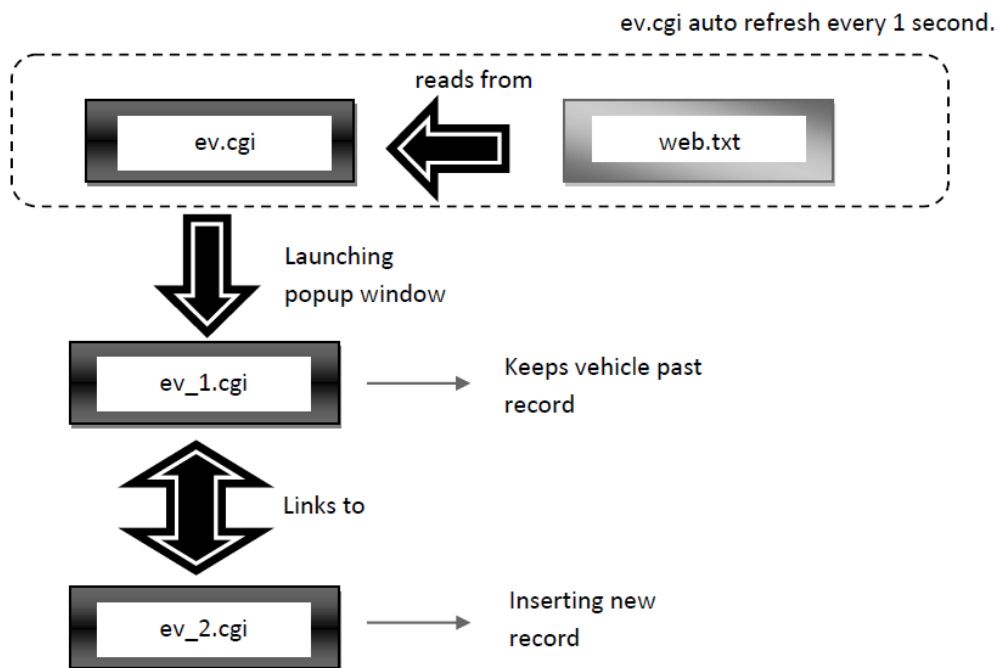 ev.cgi auto refresh every 1 second.
reads from
ev.cgi
web.txt
Launching
popup window
ev_1.cgi
Keeps vehicle past
record
Links to
ev_2.cgi
Inserting new
record